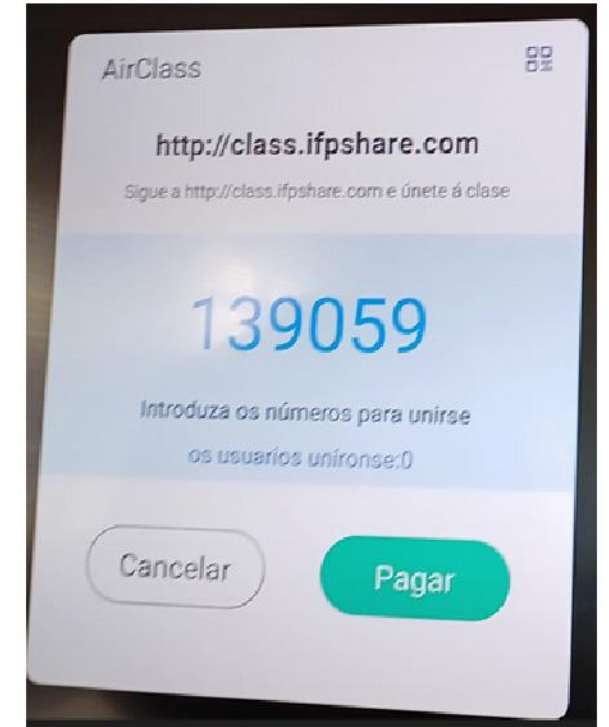 AirClass
http://class.ifpshare.com
Sigue a http://class.ifpshare.com e únete á clase
139059
Introduza os números para unirse
os usuarios uníronse:0
Cancelar
Pagar